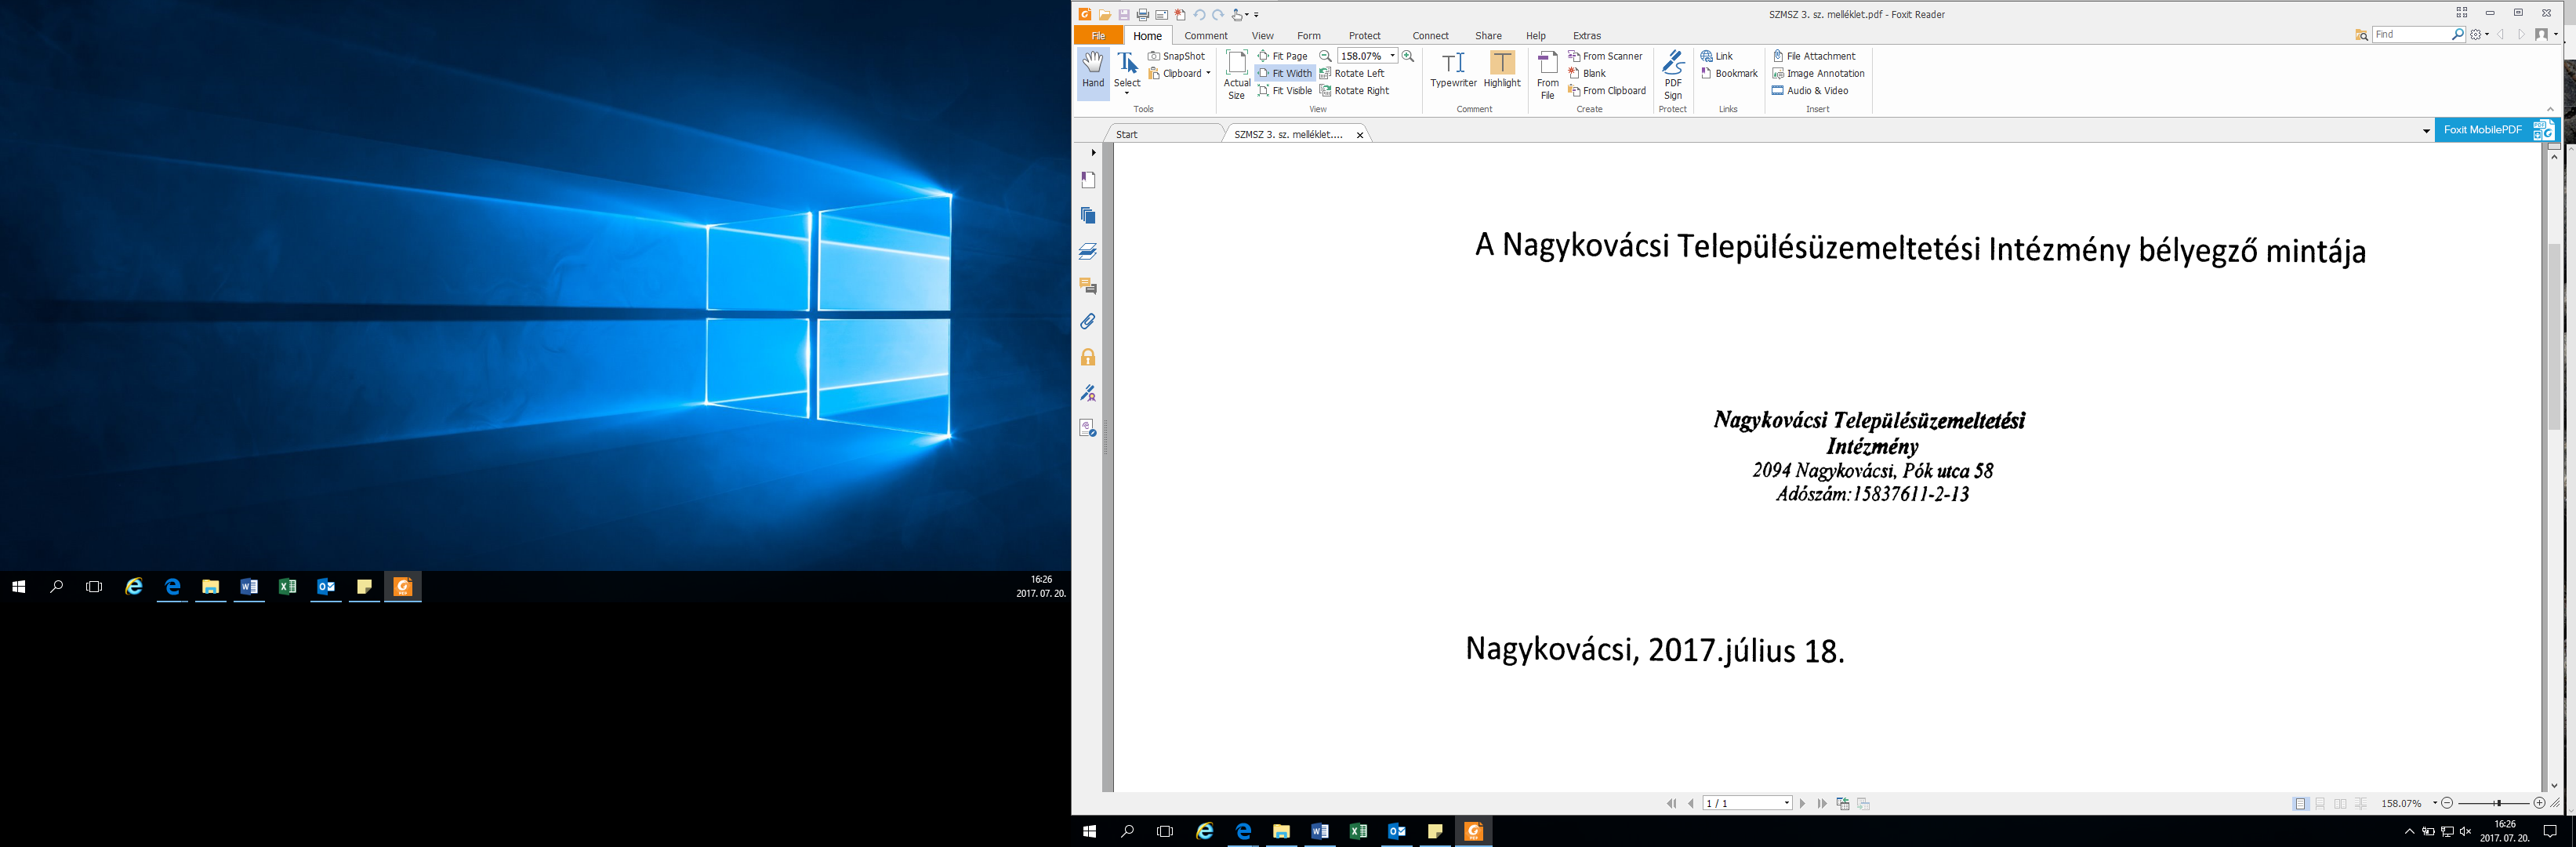 SZMSZ 3. sz. melléklet.pdf - Foxit Reader
File Home Comment View Form Protect Connect Share Help Extras
Find
SnapShot Fit Page 158.07% From Scanner Link File Attachment
Clipboard Fit Width Rotate Left Blank Bookmark Image Annotation
Hand Select Actual Size Fit Visible Rotate Right Typewriter Highlight From File From Clipboard PDF Sign Audio & Video
Tools View Comment Create Protect Links Insert
Start SZMSZ 3. sz. melléklet.... Foxit MobilePDF
A Nagykovácsi Településüzemeltetési Intézmény bélyegző mintája
Nagykovácsi Településüzemeltetési
Intézmény
2094 Nagykovácsi, Pók utca 58
Adószám:15837611-2-13
Nagykovácsi, 2017.július 18.
1 / 1
158.07%
16:26
2017. 07. 20.
16:26
2017. 07. 20.